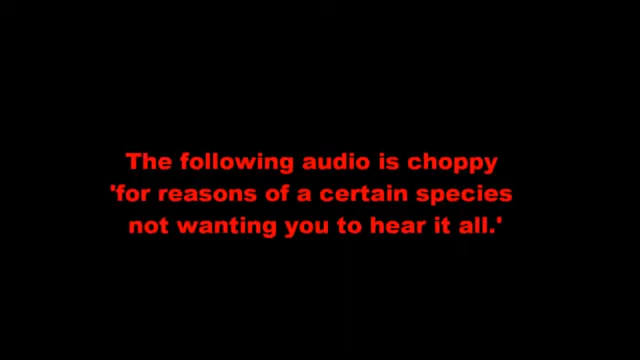 The following audio is choppy
'for reasons of a certain species
not wanting you to hear it all.'